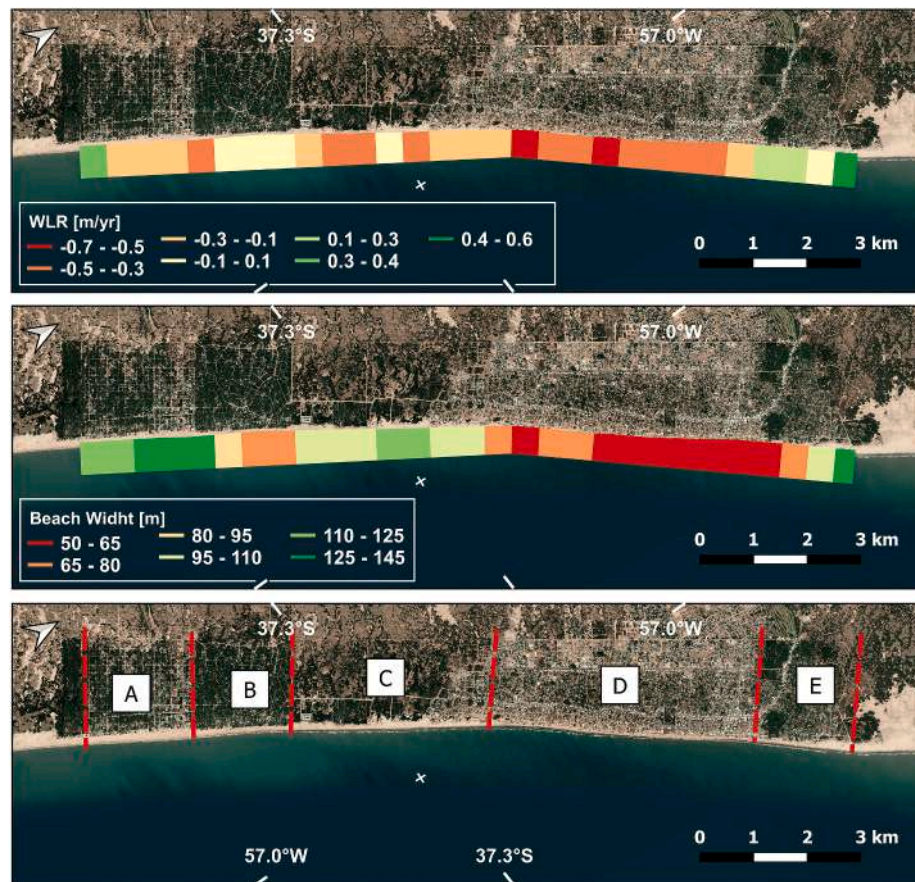 37.3°S 57.0°W
WLR [m/yr]
-0.7 - -0.5 -0.3 - -0.1 0.1 - 0.3 0.4 - 0.6
-0.5 - -0.3 -0.1 - 0.1 0.3 - 0.4
0 1 2 3 km
37.3°S 57.0°W
Beach Widht [m]
50 - 65 80 - 95 110 - 125
65 - 80 95 - 110 125 - 145
0 1 2 3 km
37.3°S 57.0°W
A B C D E
0 1 2 3 km
57.0°W 37.3°S